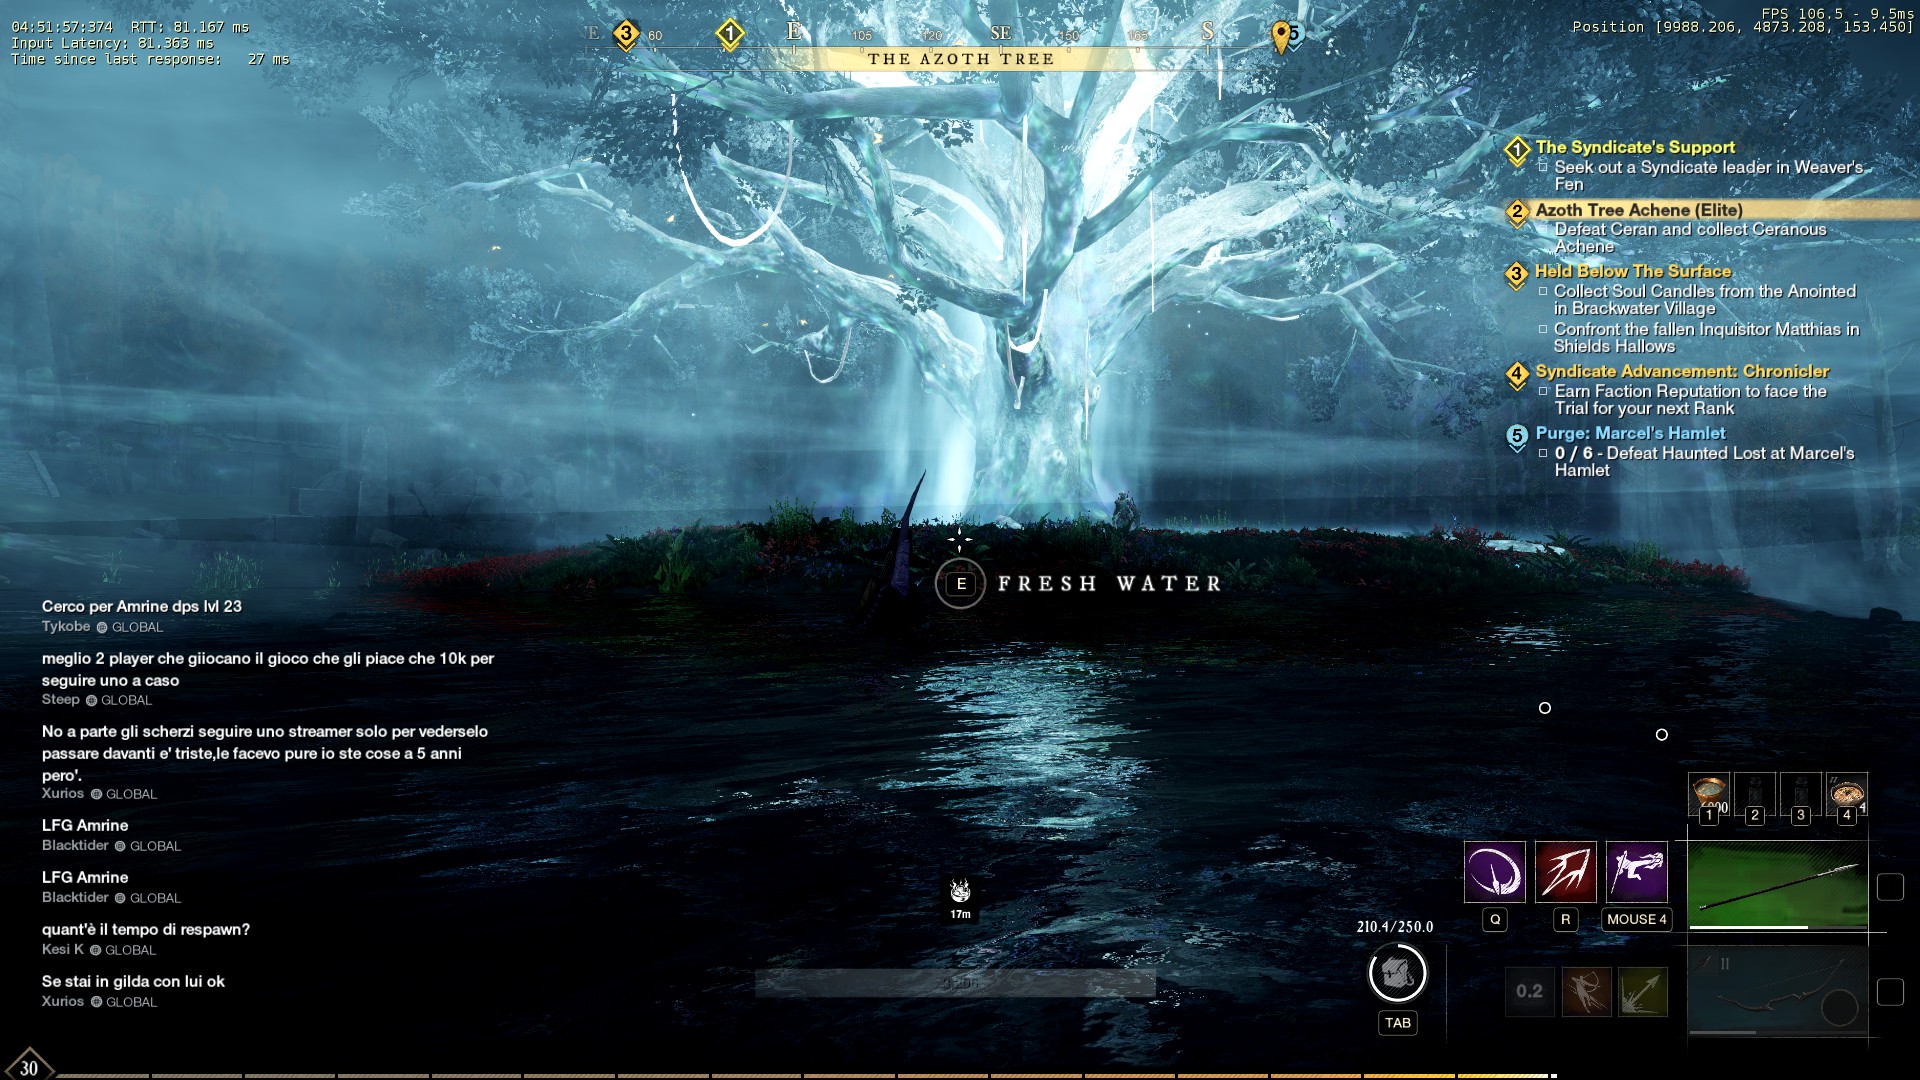 04:51:57:374 RTT: 81.167 ms
Input Latency: 81.363 ms
Time since last response: 27 ms
3 60 1 E 105 120 SE 150 165 S 5
THE AZOTH TREE
FPS 106.5 - 9.5ms
Position [9988.206, 4873.208, 153.450]
1 The Syndicate's Support
Seek out a Syndicate leader in Weaver's
Fen
2 Azoth Tree Achene (Elite)
Defeat Ceran and collect Ceranous
Achene
3 Held Below The Surface
Collect Soul Candles from the Anointed
in Brackwater Village
Confront the fallen Inquisitor Matthias in
Shields Hallows
4 Syndicate Advancement: Chronicler
Earn Faction Reputation to face the
Trial for your next Rank
5 Purge: Marcel's Hamlet
0 / 6 - Defeat Haunted Lost at Marcel's
Hamlet
E FRESH WATER
Cerco per Amrine dps lvl 23
Tykobe GLOBAL
meglio 2 player che giiocano il gioco che gli piace che 10k per
seguire uno a caso
Steep GLOBAL
No a parte gli scherzi seguire uno streamer solo per vederselo
passare davanti e' triste,le facevo pure io ste cose a 5 anni
pero'.
Xurios GLOBAL
LFG Amrine
Blacktider GLOBAL
LFG Amrine
Blacktider GLOBAL
quant'è il tempo di respawn?
Kesi K GLOBAL
Se stai in gilda con lui ok
Xurios GLOBAL
17m
210.4/250.0
TAB
4
1 2 3 4
Q R MOUSE 4
0.2
II
30